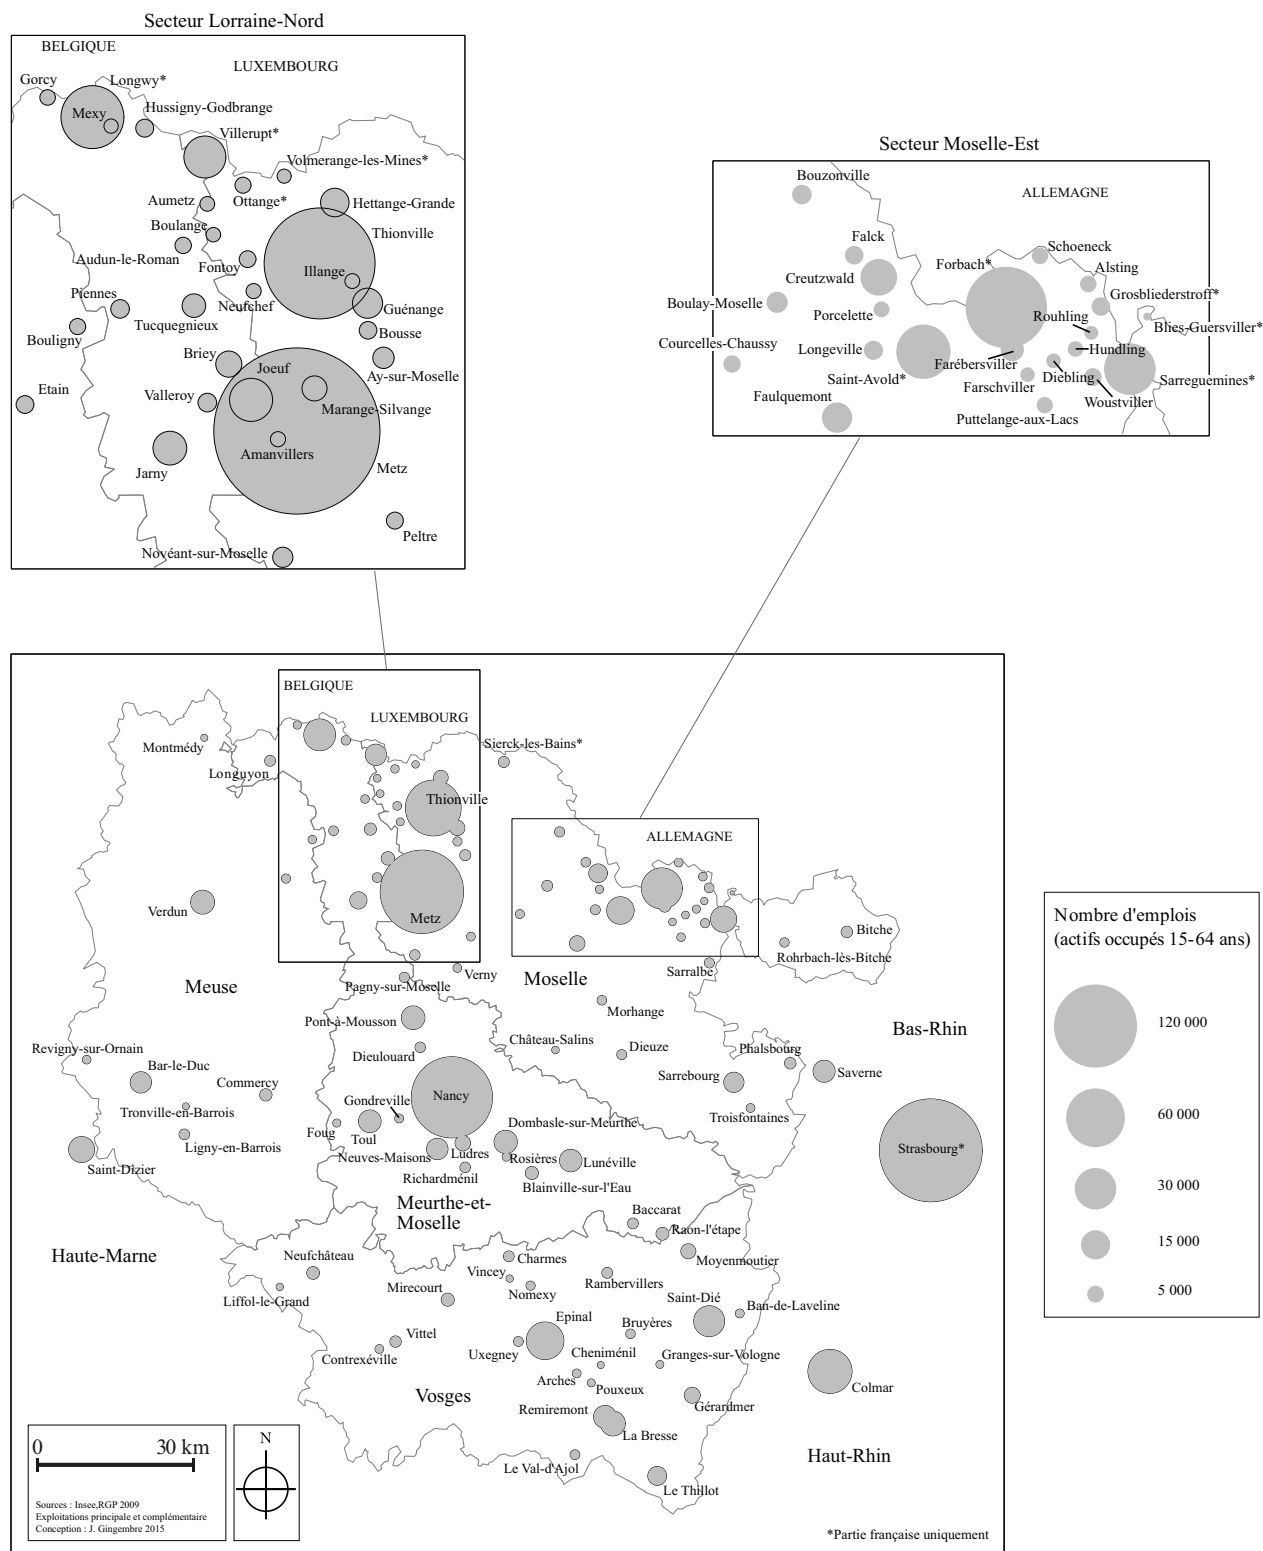 Secteur Lorraine-Nord
BELGIQUE
LUXEMBOURG
Gorcy
Longwy*
Mexy
Hussigny-Godbrange
Villerupt*
Volmerange-les-Mines*
Aumetz
Ottange*
Hettange-Grande
Boulange
Thionville
Audun-le-Roman
Fontoy
Illange
Piennes
Neufchef
Guénange
Tucquegnieux
Bouligny
Bousse
Briey
Joeuf
Ay-sur-Moselle
Etain
Valleroy
Marange-Silvange
Amanvillers
Jarny
Metz
Peltre
Novéant-sur-Moselle
Secteur Moselle-Est
Bouzonville
ALLEMAGNE
Falck
Schoeneck
Forbach*
Alsting
Creutzwald
Grosbliederstroff*
Boulay-Moselle
Porcelette
Rouhling
Blies-Guersviller*
Courcelles-Chaussy
Longeville
Hundling
Farébersviller
Saint-Avold*
Diebling
Sarreguemines*
Farschviller
Faulquemont
Woustviller
Puttelange-aux-Lacs
BELGIQUE
LUXEMBOURG
Montmédy
Sierck-les-Bains*
Longuyon
Thionville
ALLEMAGNE
Verdun
Metz
Bitche
Rohrbach-lès-Bitche
Sarralbe
Verny
Moselle
Meuse
Pagny-sur-Moselle
Morhange
Pont-à-Mousson
Bas-Rhin
Revigny-sur-Ornain
Château-Salins
Dieuze
Phalsbourg
Dieulouard
Bar-le-Duc
Saverne
Commercy
Sarrebourg
Nancy
Gondreville
Tronville-en-Barrois
Troisfontaines
Dombasle-sur-Meurthe
Foug
Toul
Ligny-en-Barrois
Strasbourg*
Neuves-Maisons
Ludres
Rosières
Lunéville
Saint-Dizier
Richardménil
Blainville-sur-l'Eau
Meurthe-et-
Moselle
Baccarat
Raon-l'étape
Haute-Marne
Neufchâteau
Charmes
Moyenmoutier
Vincey
Rambervillers
Mirecourt
Nomexy
Liffol-le-Grand
Saint-Dié
Ban-de-Laveline
Epinal
Bruyères
Vittel
Uxegney
Cheniménil
Granges-sur-Vologne
Contrexéville
Arches
Pouxeux
Colmar
Vosges
Gérardmer
Remiremont
La Bresse
Haut-Rhin
Le Val-d'Ajol
Le Thillot
Nombre d'emplois
(actifs occupés 15-64 ans)
120 000
60 000
30 000
15 000
5 000
0 30 km
N
Sources : Insee,RGP 2009
Exploitations principale et complémentaire
Conception : J. Gingembre 2015
*Partie française uniquement